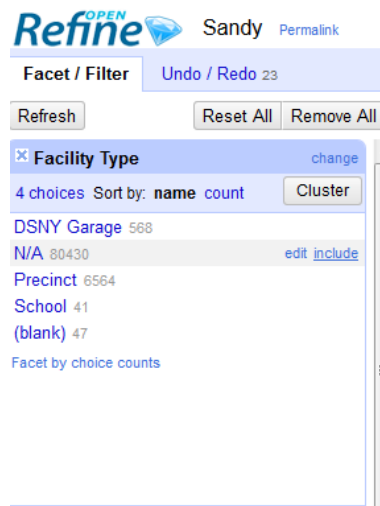 OPEN
Refine Sandy Permalink
Facet / Filter Undo / Redo 23
Refresh Reset All Remove All
Facility Type change
4 choices Sort by: name count Cluster
DSNY Garage 568
N/A 80430 edit include
Precinct 6564
School 41
(blank) 47
Facet by choice counts